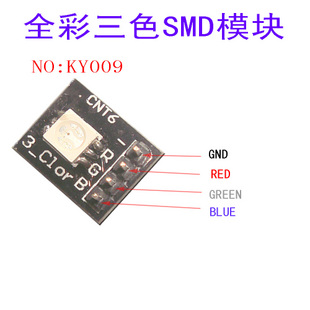 全彩三色SMD模块
NO:KY009
CNT6
-
R
G
3_Clor B
GND
RED
GREEN
BLUE